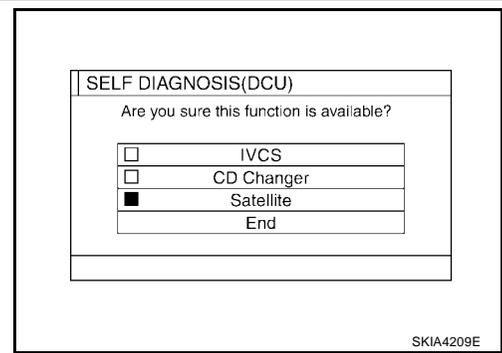 SELF DIAGNOSIS(DCU)
Are you sure this function is available?
IVCS
CD Changer
Satellite
End
SKIA4209E